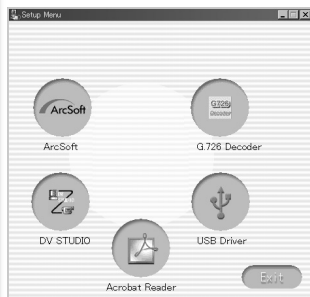 Setup Menu
ArcSoft
G.726
Decoder
ArcSoft
G.726 Decoder
DV STUDIO
USB Driver
Acrobat Reader
Exit